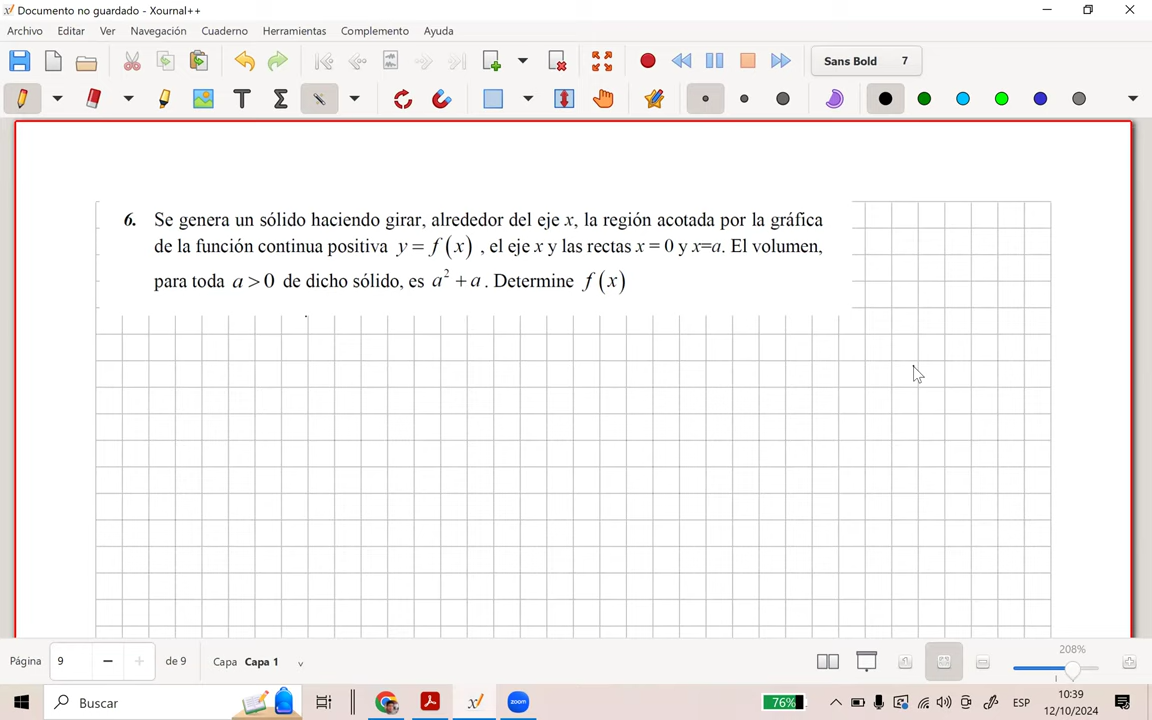 Documento no guardado - Xournal++
Archivo Editar Ver Navegación Cuaderno Herramientas Complemento Ayuda
Sans Bold 7
6. Se genera un sólido haciendo girar, alrededor del eje x, la región acotada por la gráfica
de la función continua positiva y = f(x) , el eje x y las rectas x = 0 y x=a. El volumen,
para toda a > 0 de dicho sólido, es a² + a. Determine f(x)
Página 9 de 9 Capa Capa 1 208%
Buscar
zoom
76%
ESP
10:39
12/10/2024